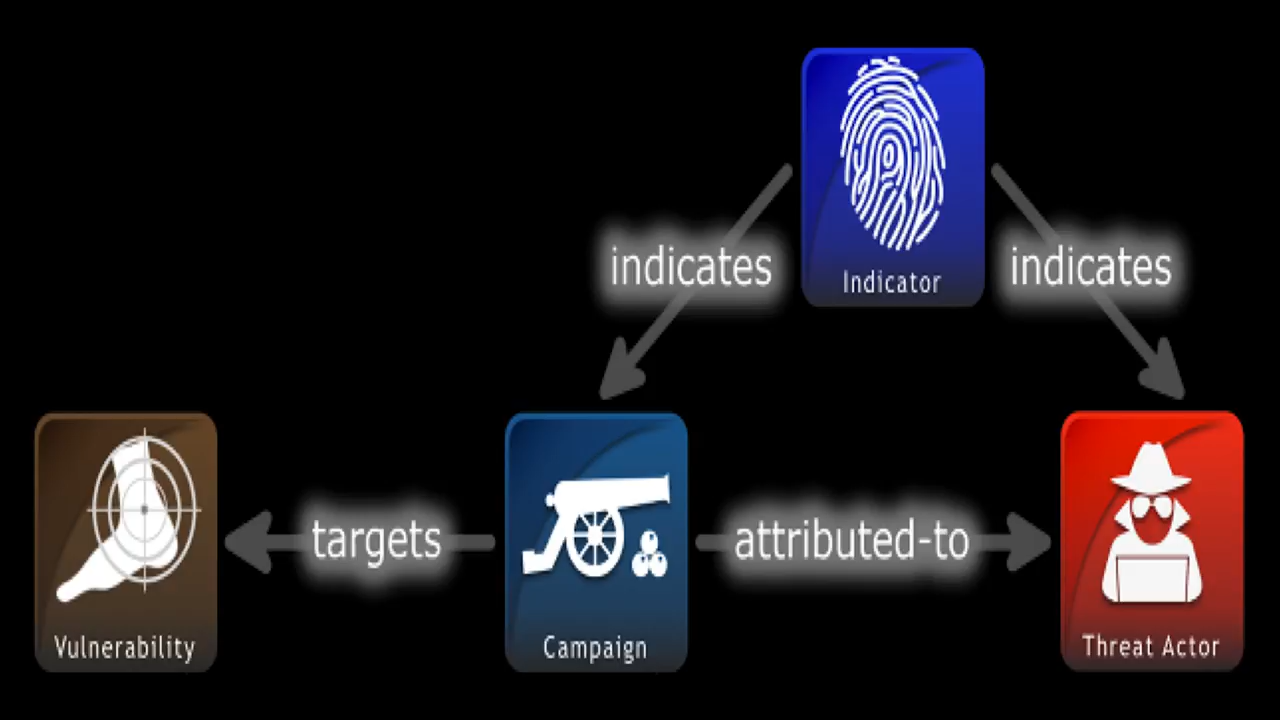 indicates
Indicator
indicates
targets
attributed-to
Vulnerability
Campaign
Threat Actor